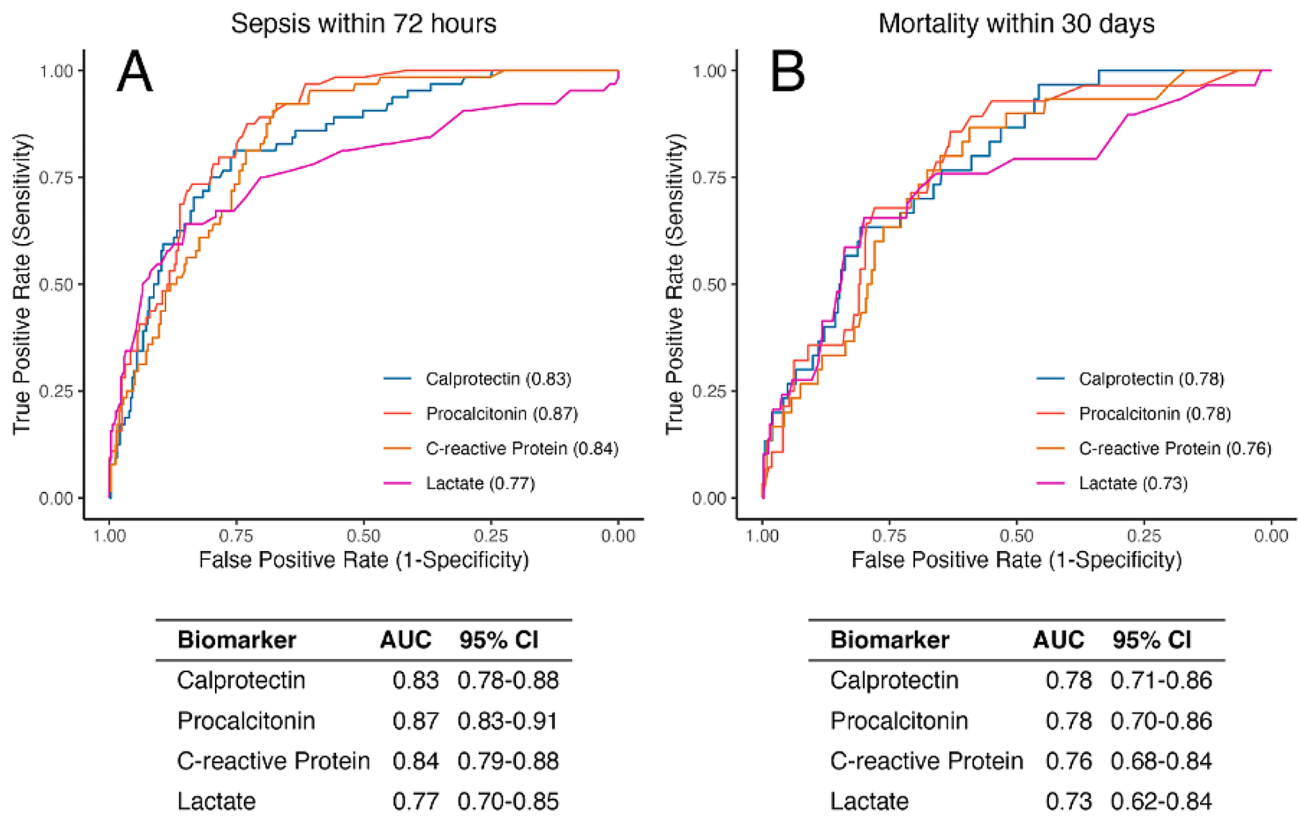 Sepsis within 72 hours
A
True Positive Rate (Sensitivity)
1.00
0.75
0.50
0.25
0.00
Calprotectin (0.83)
Procalcitonin (0.87)
C-reactive Protein (0.84)
Lactate (0.77)
1.00 0.75 0.50 0.25 0.00
False Positive Rate (1-Specificity)
Biomarker AUC 95% CI
Calprotectin 0.83 0.78-0.88
Procalcitonin 0.87 0.83-0.91
C-reactive Protein 0.84 0.79-0.88
Lactate 0.77 0.70-0.85
Mortality within 30 days
B
True Positive Rate (Sensitivity)
1.00
0.75
0.50
0.25
0.00
Calprotectin (0.78)
Procalcitonin (0.78)
C-reactive Protein (0.76)
Lactate (0.73)
1.00 0.75 0.50 0.25 0.00
False Positive Rate (1-Specificity)
Biomarker AUC 95% CI
Calprotectin 0.78 0.71-0.86
Procalcitonin 0.78 0.70-0.86
C-reactive Protein 0.76 0.68-0.84
Lactate 0.73 0.62-0.84